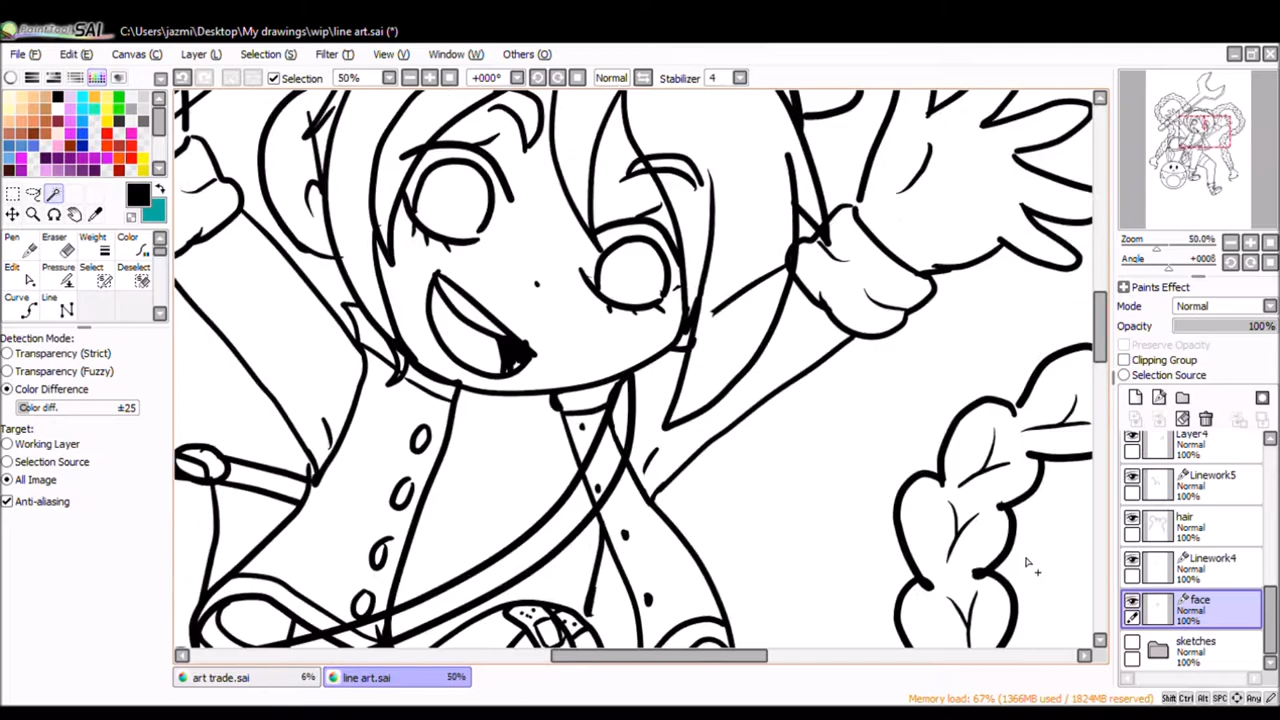 PaintTool SAI C:\Users\jazmi\Desktop\My drawings\wip\line art.sai (*)
File (F) Edit (E) Canvas (C) Layer (L) Selection (S) Filter (T) View (V) Window (W) Others (O)
Selection 50% +000° Normal Stabilizer 4
Zoom 50.0%
Angle +000δ
Pen Eraser Weight Color
Edit Pressure Select Deselect
Curve Line
Detection Mode:
Transparency (Strict)
Transparency (Fuzzy)
Color Difference
Color diff. ±25
Target:
Working Layer
Selection Source
All Image
Anti-aliasing
Paints Effect
Mode Normal
Opacity 100%
Preserve Opacity
Clipping Group
Selection Source
Layer4
Normal
100%
Linework5
Normal
100%
hair
Normal
100%
Linework4
Normal
100%
face
Normal
100%
sketches
Normal
100%
art trade.sai 6% line art.sai 50%
Memory load: 67% (1366MB used / 1824MB reserved) Shift Ctrl Alt SPC Any